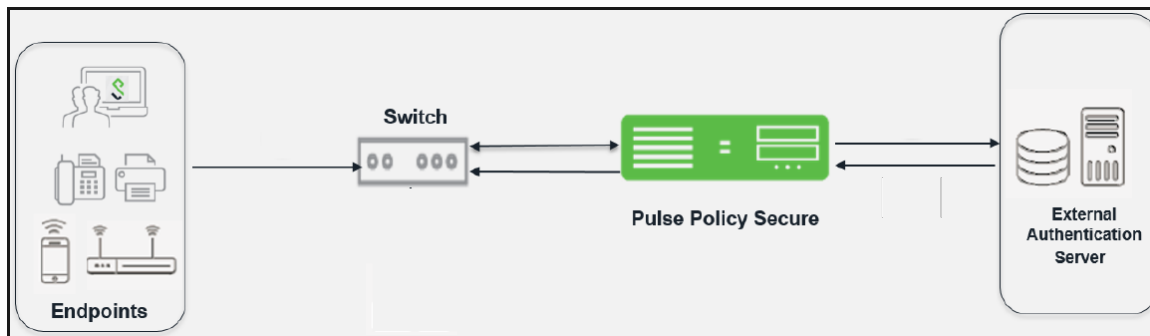 Switch
Pulse Policy Secure
Endpoints
External
Authentication
Server